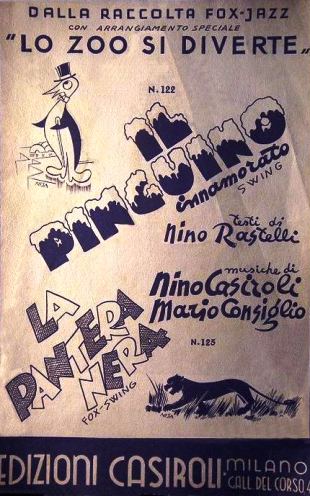 DALLA RACCOLTA FOX-JAZZ
CON ARRANGIAMENTO SPECIALE
"LO ZOO SI DIVERTE"
N. 122
IL
PINGUINO
innamorato
SWING
testi di
Nino Rastelli
musiche di
Nino Casiroli
Mario Consiglio
LA
PANTERA
NERA
FOX-SWING
N. 123
EDIZIONI CASIROLI MILANO
GALL. DEL CORSO 4